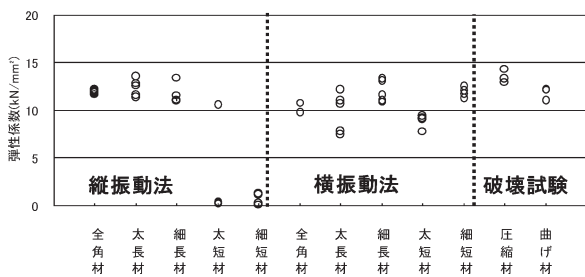 弾性係数(kN/mm²)
20
15
10
5
0
縦振動法
横振動法
破壊試験
全角材
太長材
細長材
太短材
細短材
全角材
太長材
細長材
太短材
細短材
圧縮材
曲げ材